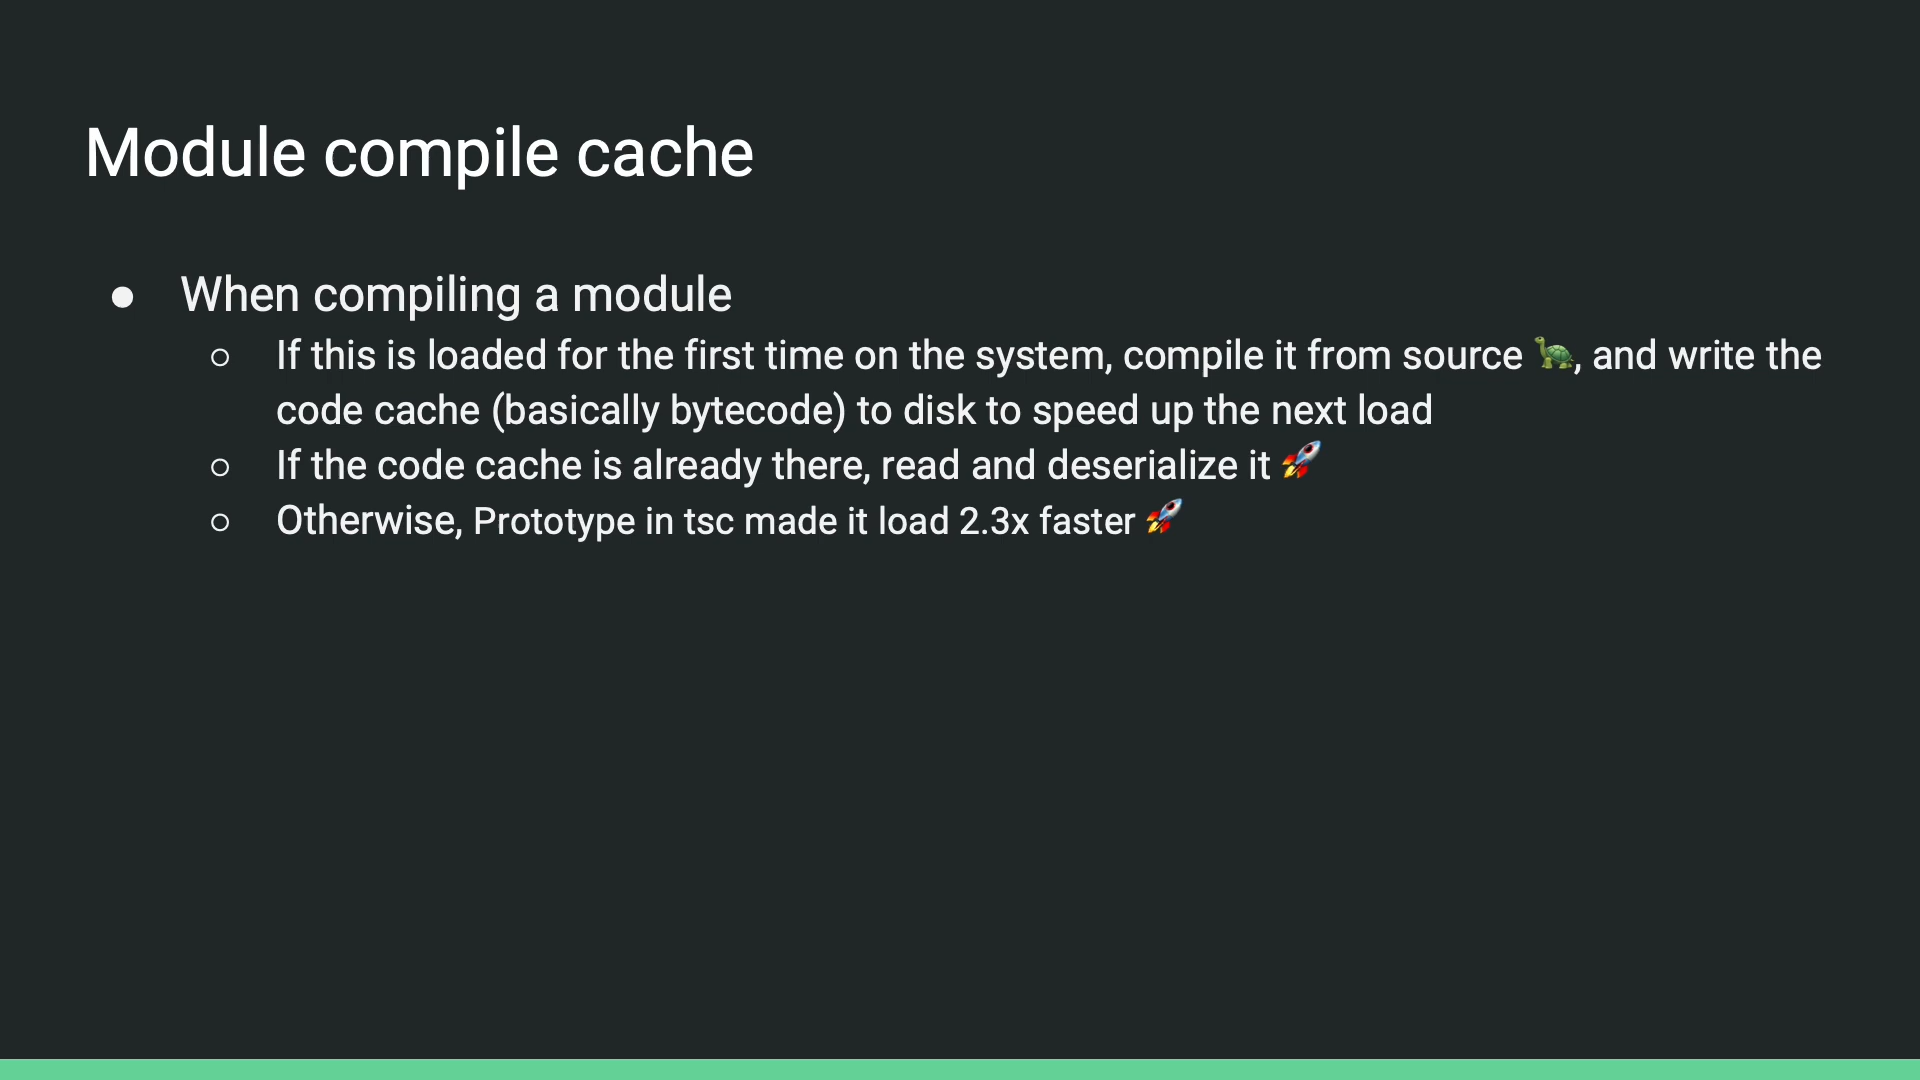 Module compile cache
● When compiling a module
○ If this is loaded for the first time on the system, compile it from source 🐢, and write the
code cache (basically bytecode) to disk to speed up the next load
○ If the code cache is already there, read and deserialize it 🚀
○ Otherwise, Prototype in tsc made it load 2.3x faster 🚀